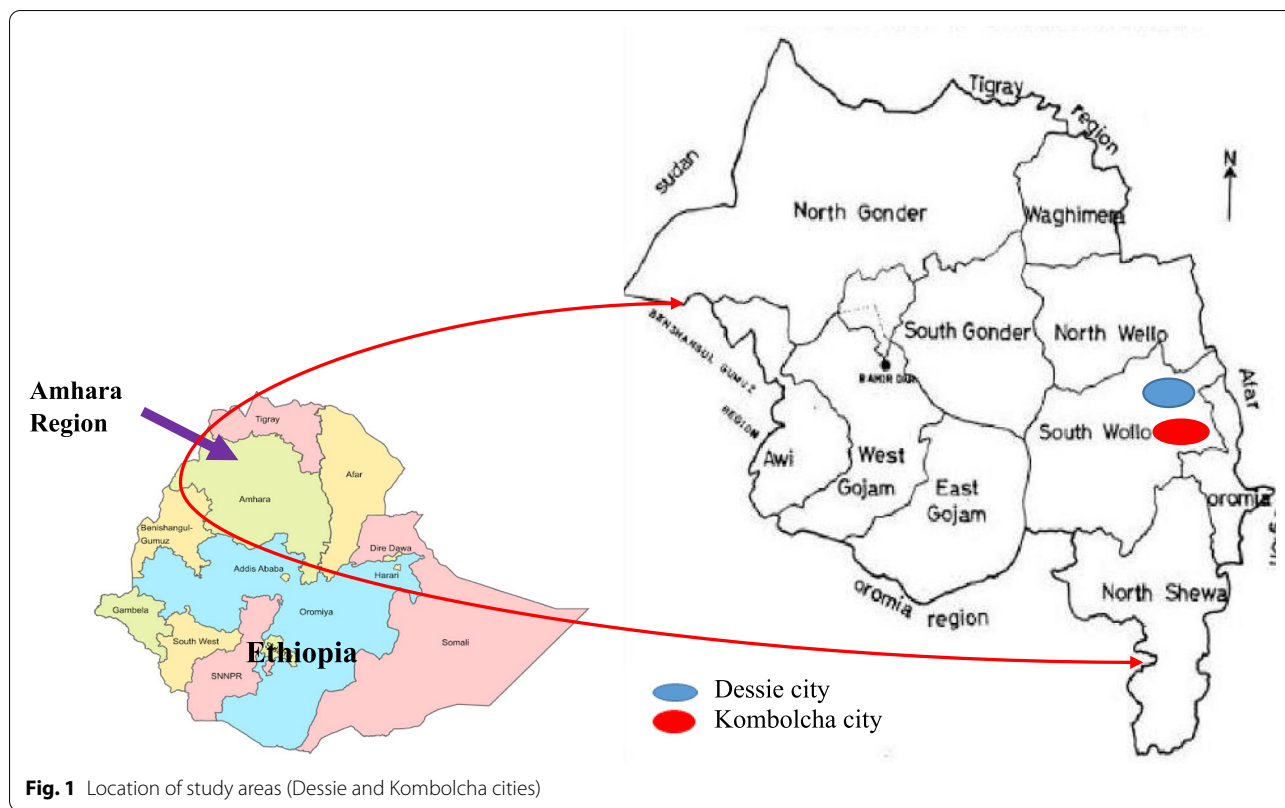 Amhara
Region
Tigray
Afar
Amhara
Benishangul-
Gumuz
Dire Dawa
Addis Ababa
Harari
Gambela
Oromiya
South West
Ethiopia
Somali
SNNPR
Tigray
region
sudan
N
North Gonder
Waghimera
BENSHANGUL GUMUZ
REGION
South Gonder
North Wello
BAHIR DAR
Afar
South Wollo
Awi
West
Gojam
East
Gojam
oromia
oromia region
North Shewa
Dessie city
Kombolcha city
Fig. 1 Location of study areas (Dessie and Kombolcha cities)